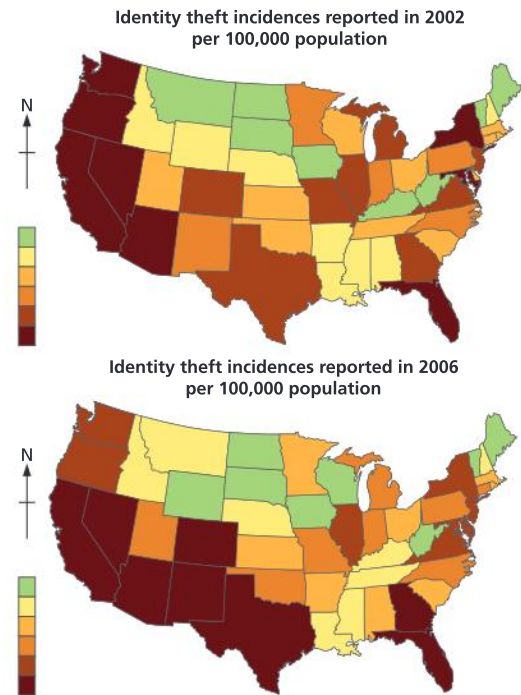 Identity theft incidences reported in 2002
per 100,000 population
N
Identity theft incidences reported in 2006
per 100,000 population
N